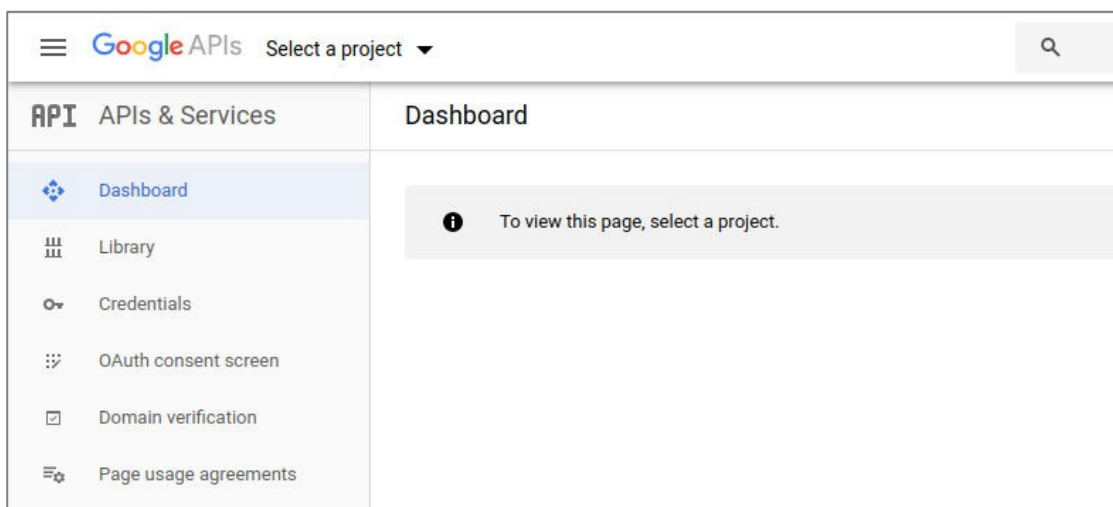 Google APIs Select a project
API APIs & Services
Dashboard
Dashboard
To view this page, select a project.
Library
Credentials
OAuth consent screen
Domain verification
Page usage agreements